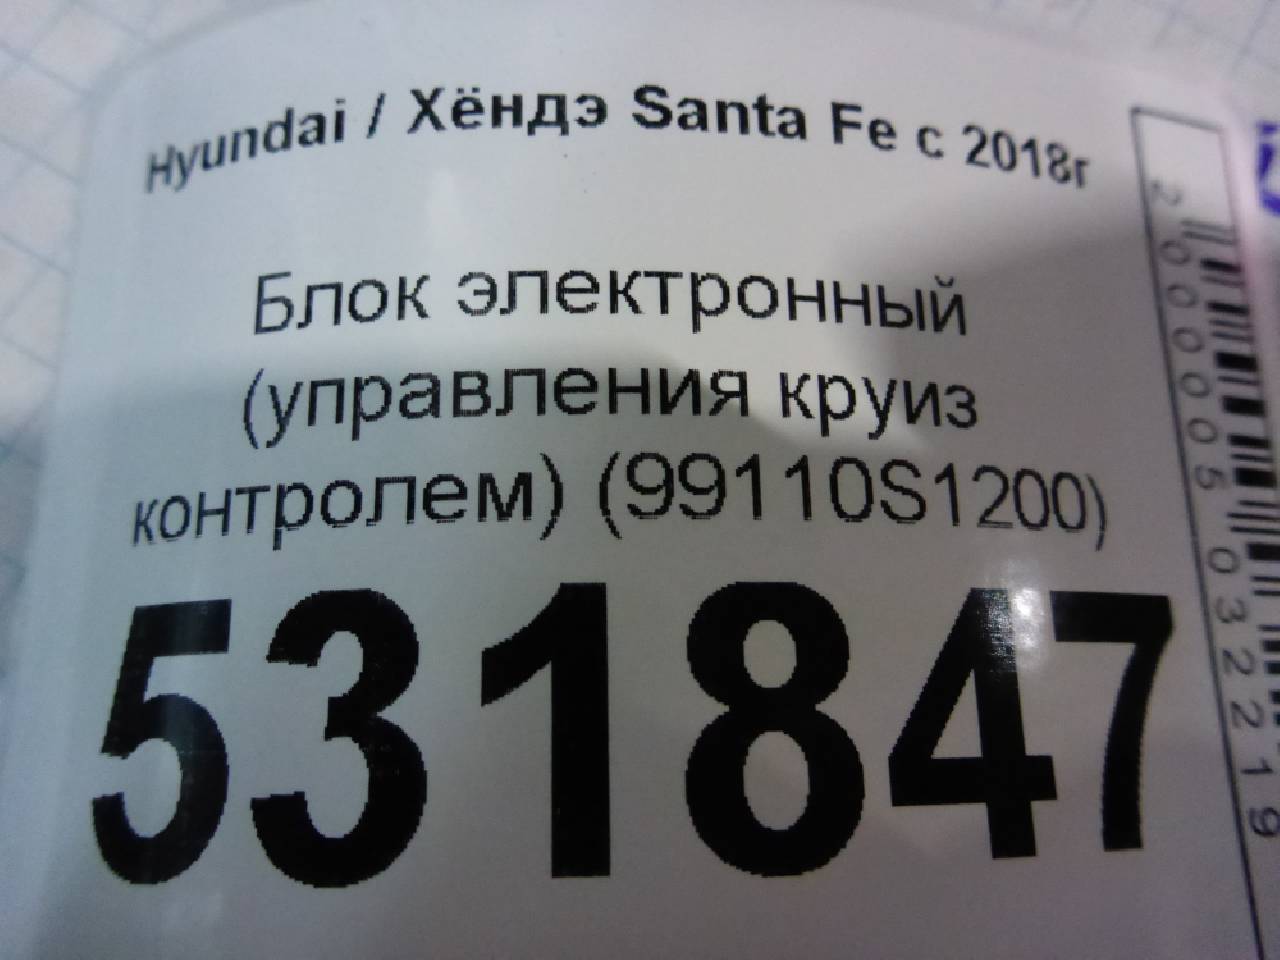 Hyundai / Хёндэ Santa Fe с 2018г
Блок электронный
(управления круиз
контролем) (99110S1200)
531847
2000005032219